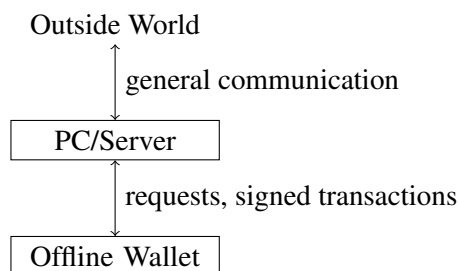 Outside World
general communication
PC/Server
requests, signed transactions
Offline Wallet